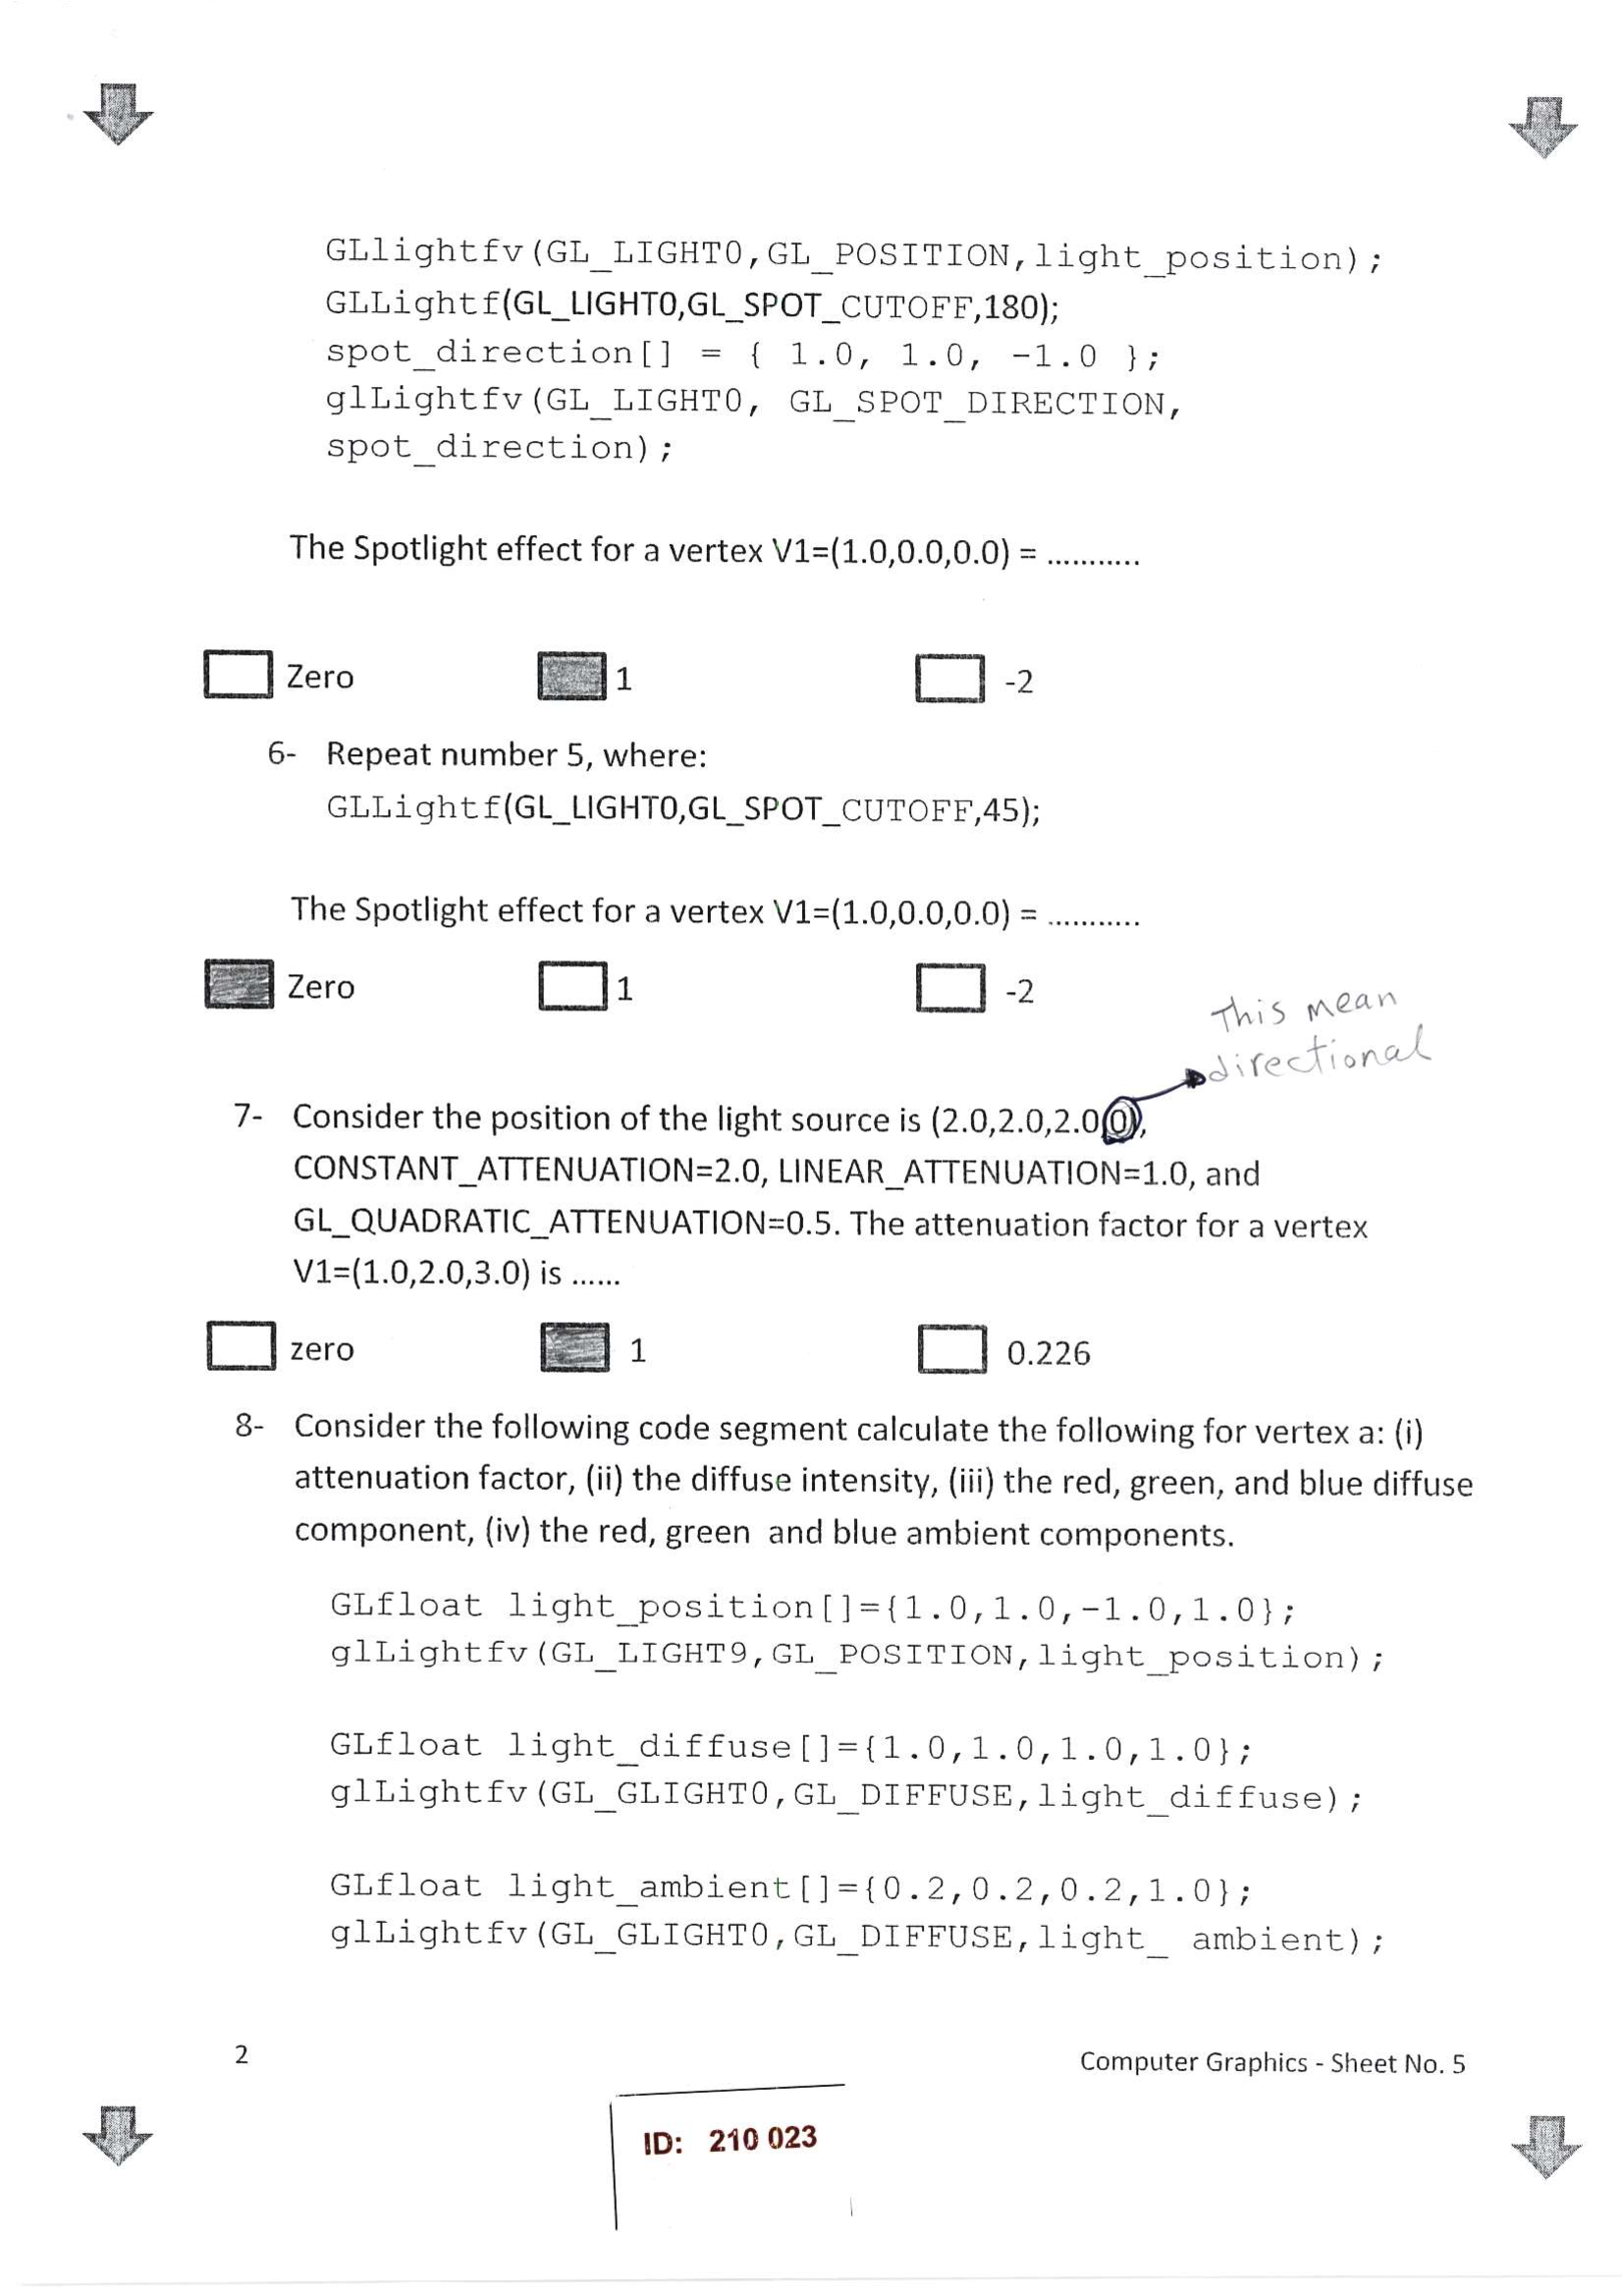 GLlightfv(GL_LIGHT0,GL_POSITION,light_position);
GLLightf(GL_LIGHT0,GL_SPOT_CUTOFF,180);
spot_direction[] = { 1.0, 1.0, -1.0 };
glLightfv(GL_LIGHT0, GL_SPOT_DIRECTION,
spot_direction);
The Spotlight effect for a vertex V1=(1.0,0.0,0.0) = ...........
Zero 1 -2
6- Repeat number 5, where:
GLLightf(GL_LIGHT0,GL_SPOT_CUTOFF,45);
The Spotlight effect for a vertex V1=(1.0,0.0,0.0) = ...........
Zero 1 -2
This mean
directional
7- Consider the position of the light source is (2.0,2.0,2.0,0),
CONSTANT_ATTENUATION=2.0, LINEAR_ATTENUATION=1.0, and
GL_QUADRATIC_ATTENUATION=0.5. The attenuation factor for a vertex
V1=(1.0,2.0,3.0) is ......
zero 1 0.226
8- Consider the following code segment calculate the following for vertex a: (i)
attenuation factor, (ii) the diffuse intensity, (iii) the red, green, and blue diffuse
component, (iv) the red, green and blue ambient components.
GLfloat light_position[]={1.0,1.0,-1.0,1.0};
glLightfv(GL_LIGHT9,GL_POSITION,light_position);
GLfloat light_diffuse[]={1.0,1.0,1.0,1.0};
glLightfv(GL_GLIGHT0,GL_DIFFUSE,light_diffuse);
GLfloat light_ambient[]={0.2,0.2,0.2,1.0};
glLightfv(GL_GLIGHT0,GL_DIFFUSE,light_ ambient);
2 Computer Graphics - Sheet No. 5
ID: 210 023